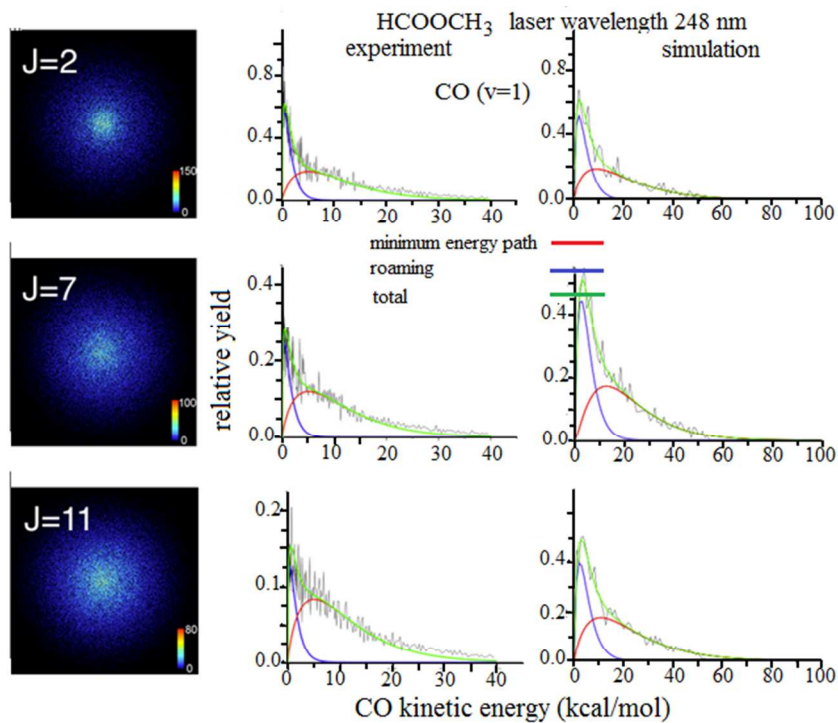 HCOOCH3 laser wavelength 248 nm
experiment
simulation
CO (v=1)
J=2
150
0
0.8
0.4
0.0
0 10 20 30 40
0.8
0.4
0.0
0 20 40 60 80 100
minimum energy path
roaming
total
J=7
100
0
relative yield
0.4
0.2
0.0
0 10 20 30 40
0.4
0.2
0.0
0 20 40 60 80 100
J=11
80
0
0.2
0.1
0.0
0 10 20 30 40
0.4
0.2
0.0
0 20 40 60 80 100
CO kinetic energy (kcal/mol)